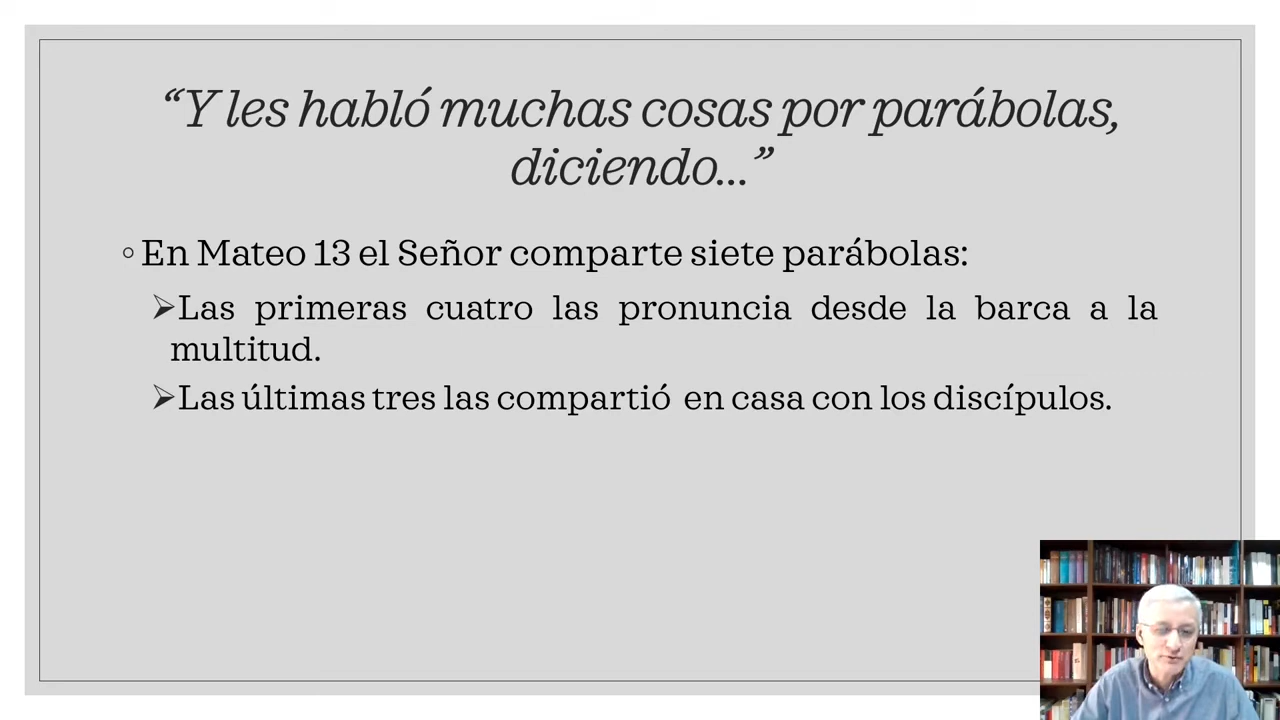 “Y les habló muchas cosas por parábolas,
diciendo...”
◦En Mateo 13 el Señor comparte siete parábolas:
➢Las primeras cuatro las pronuncia desde la barca a la
multitud.
➢Las últimas tres las compartió en casa con los discípulos.